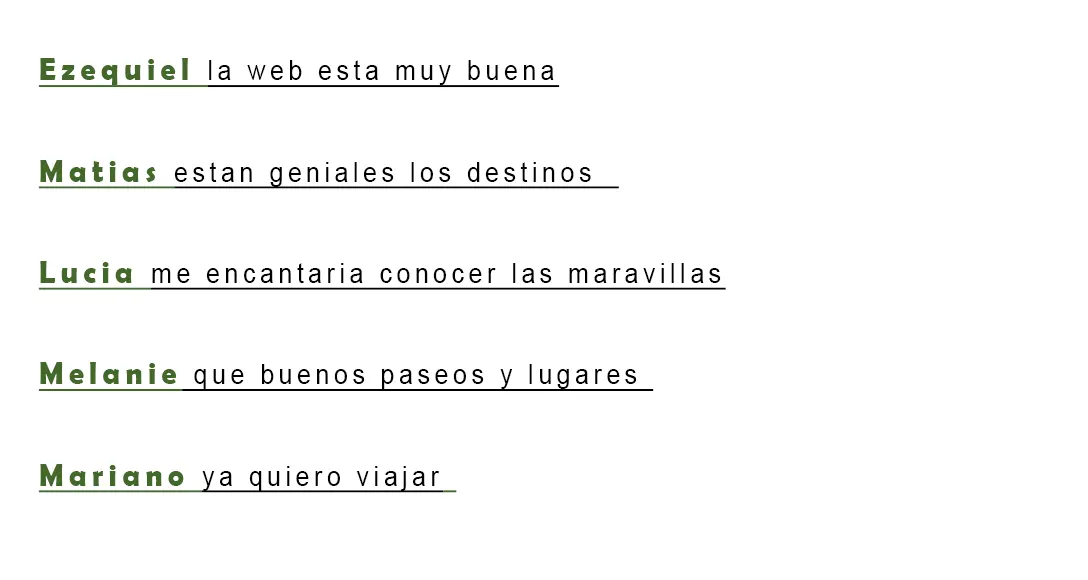 Ezequiel la web esta muy buena
Matias estan geniales los destinos
Lucia me encantaria conocer las maravillas
Melanie que buenos paseos y lugares
Mariano ya quiero viajar